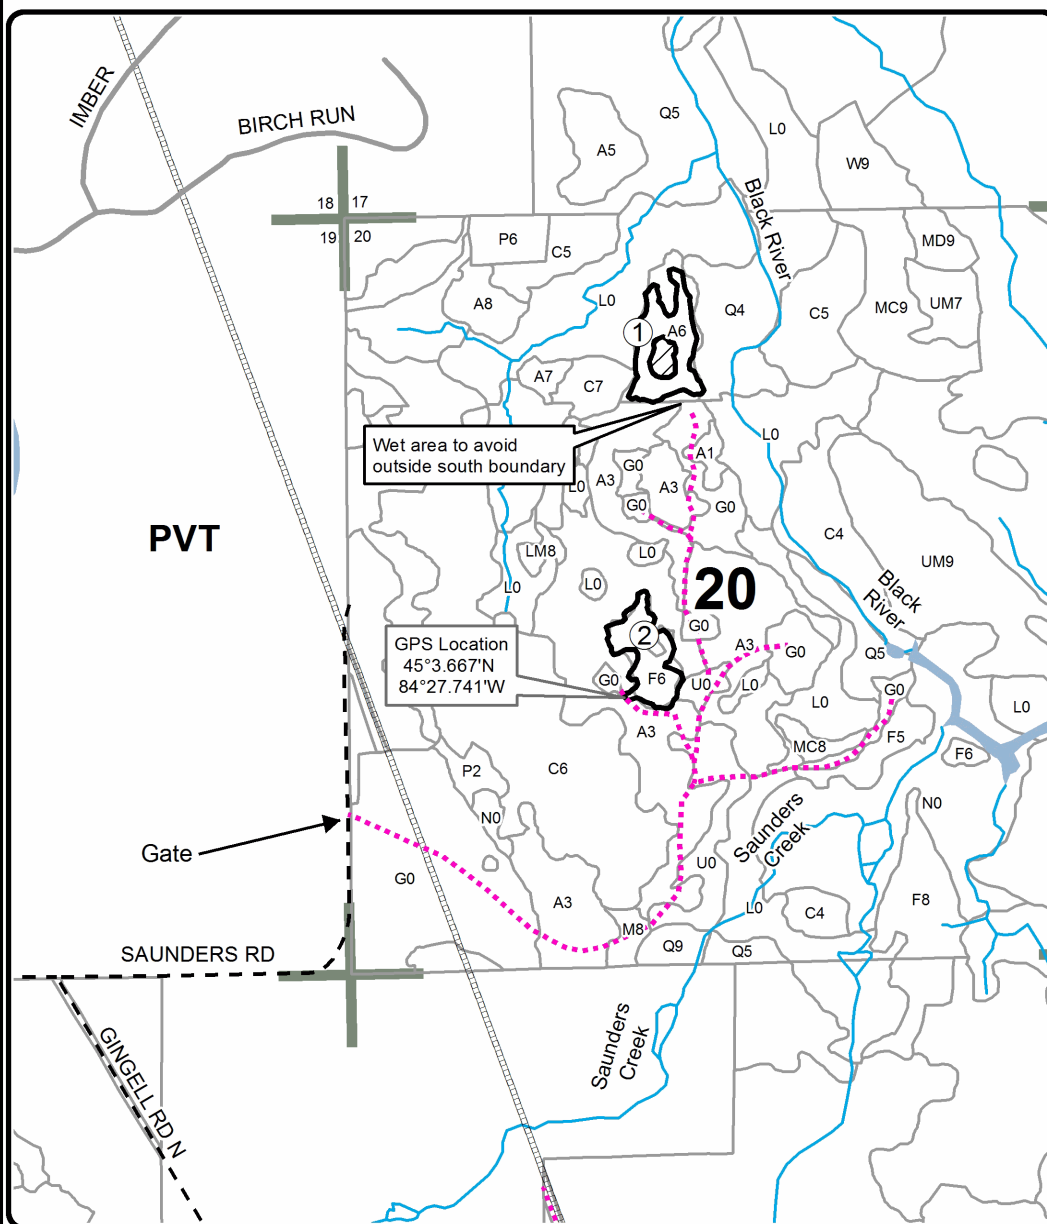 IMBER
BIRCH RUN
Q5
L0
A5
W9
Black River
18 17
19 20
P6
C5
MD9
A8
L0
Q4
C5
MC9
UM7
1
A6
A7
C7
Wet area to avoid
outside south boundary
L0
A1
G0
L0
A3
A3
G0
G0
PVT
C4
LM8
L0
UM9
L0
L0
20
Black
River
GPS Location
45°3.667'N
84°27.741'W
2
G0
A3
G0
Q5
G0
F6
U0
L0
G0
L0
L0
A3
MC8
F5
F6
P2
C6
N0
Saunders
Creek
N0
Gate
G0
U0
A3
L0
C4
F8
M8
SAUNDERS RD
Q9
Q5
Saunders
Creek
GINGELL RD N